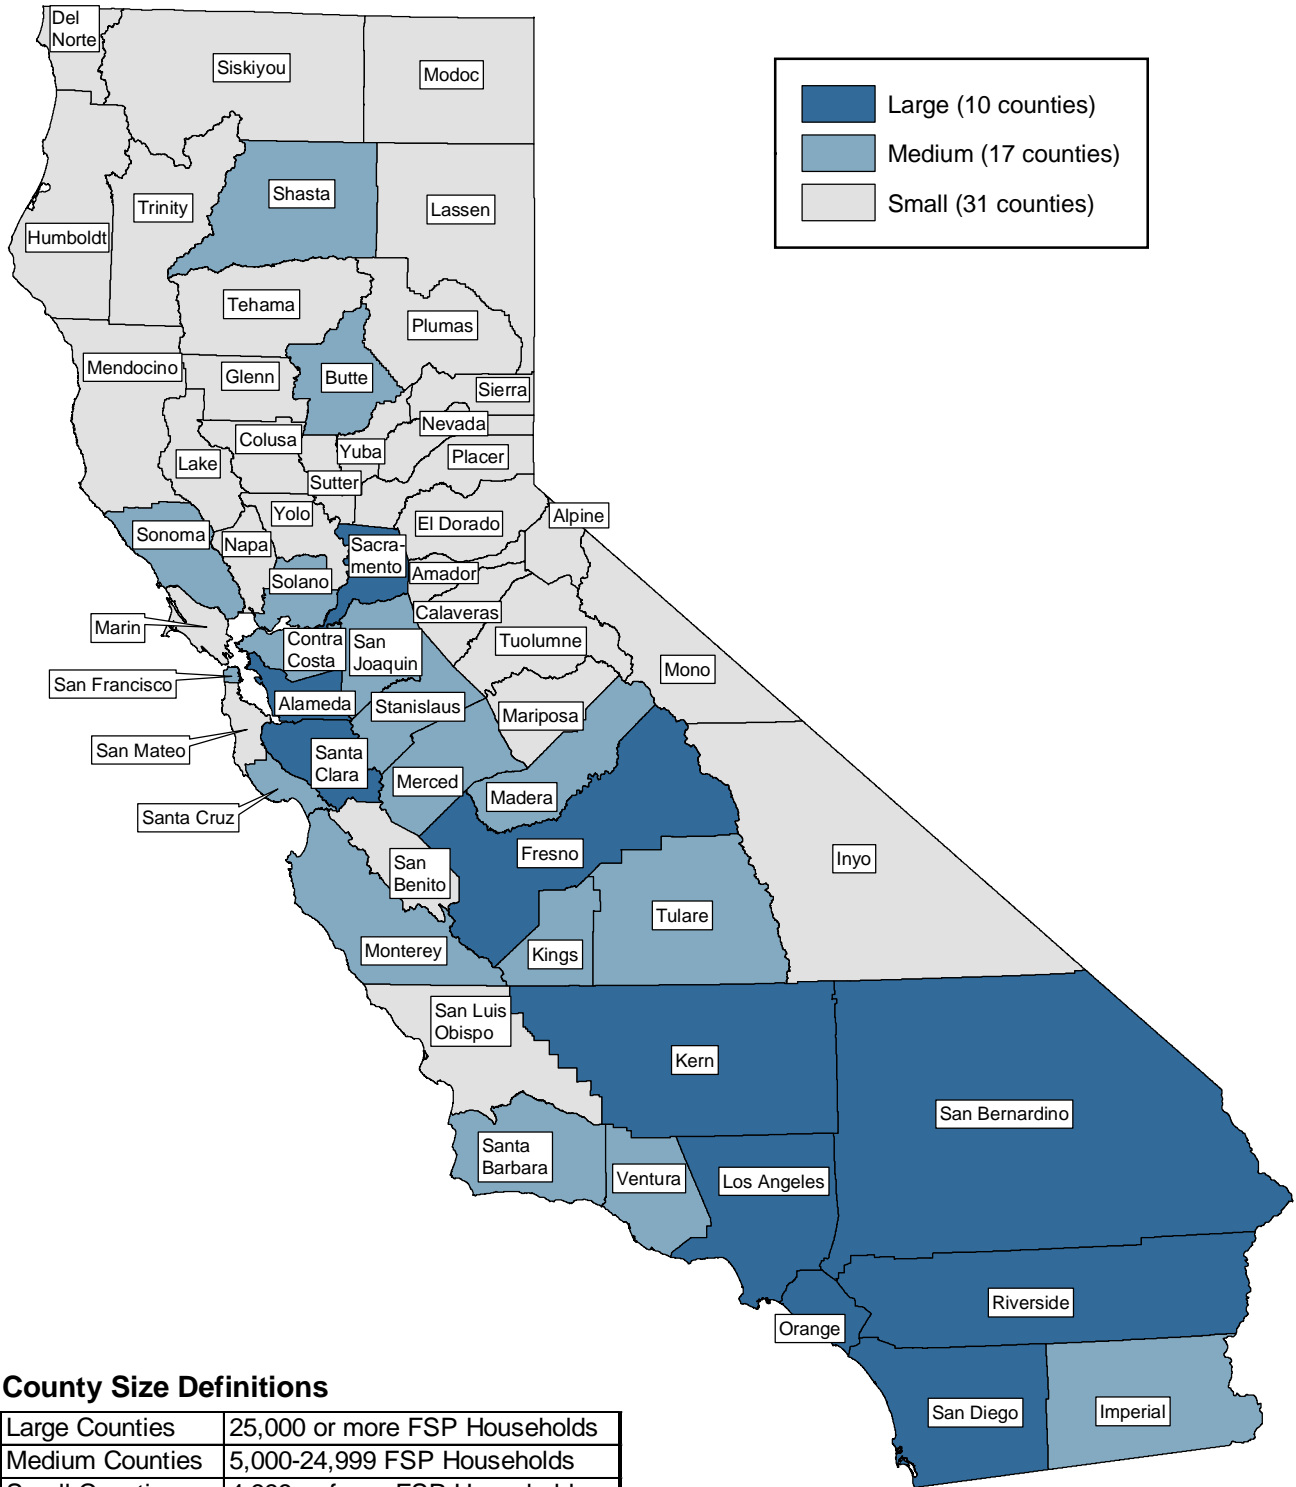 Del
Norte
Siskiyou
Modoc
Large (10 counties)
Medium (17 counties)
Small (31 counties)
Shasta
Trinity
Lassen
Humboldt
Tehama
Plumas
Mendocino
Glenn
Butte
Sierra
Nevada
Colusa
Yuba
Placer
Lake
Sutter
Yolo
El Dorado
Alpine
Sonoma
Napa
Sacra-
mento
Solano
Amador
Calaveras
Marin
Contra
Costa
San
Joaquin
Tuolumne
Mono
San Francisco
Alameda
Stanislaus
Mariposa
San Mateo
Santa
Clara
Merced
Madera
Santa Cruz
Fresno
Inyo
San
Benito
Tulare
Monterey
Kings
San Luis
Obispo
Kern
San Bernardino
Santa
Barbara
Ventura
Los Angeles
Riverside
Orange
San Diego
Imperial
County Size Definitions
Large Counties 25,000 or more FSP Households
Medium Counties 5,000-24,999 FSP Households